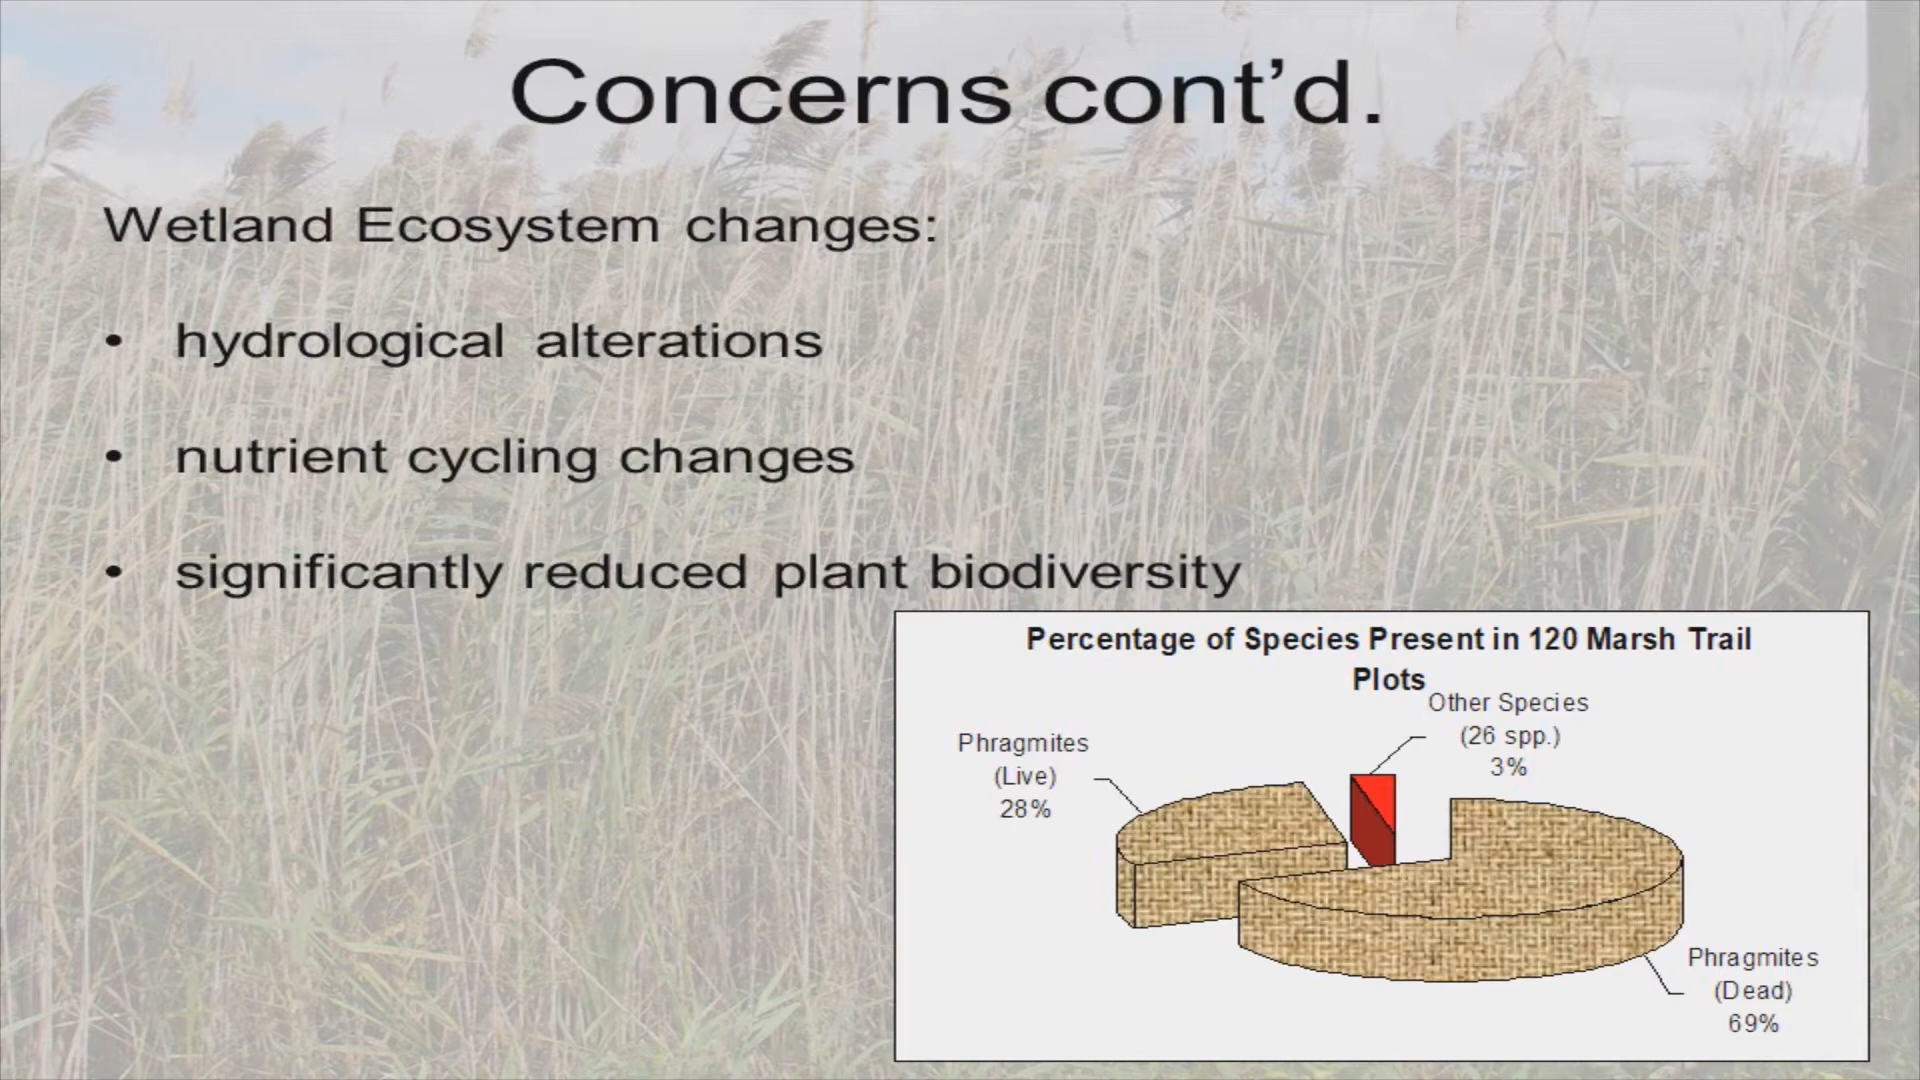 Concerns cont’d.
Wetland Ecosystem changes:
• hydrological alterations
• nutrient cycling changes
• significantly reduced plant biodiversity
Percentage of Species Present in 120 Marsh Trail
Plots
Other Species
(26 spp.)
3%
Phragmites
(Live)
28%
Phragmites
(Dead)
69%